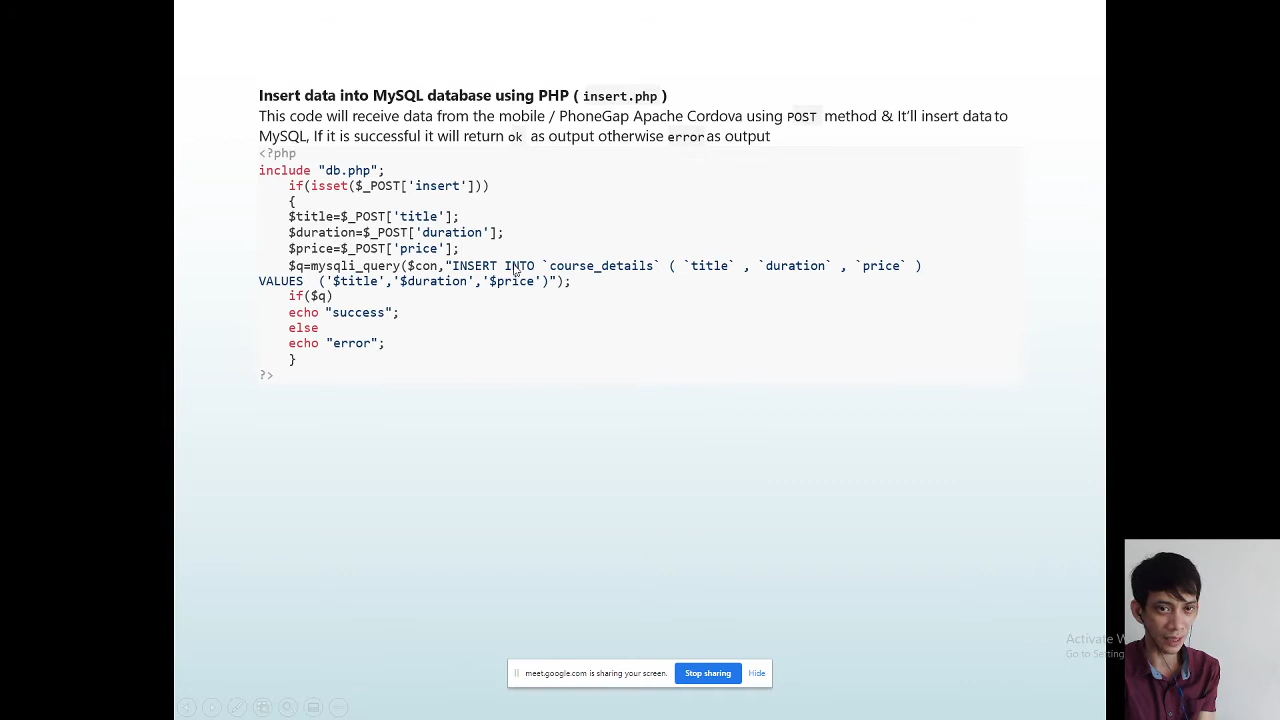 Insert data into MySQL database using PHP ( insert.php )
This code will receive data from the mobile / PhoneGap Apache Cordova using POST method & It'll insert data to
MySQL, If it is successful it will return ok as output otherwise error as output
<?php
include "db.php";
if(isset($_POST['insert']))
{
$title=$_POST['title'];
$duration=$_POST['duration'];
$price=$_POST['price'];
$q=mysqli_query($con,"INSERT INTO `course_details` ( `title` , `duration` , `price` )
VALUES ('$title','$duration','$price')");
if($q)
echo "success";
else
echo "error";
}
?>
Activate
Go to Setting
meet.google.com is sharing your screen.
Stop sharing
Hide